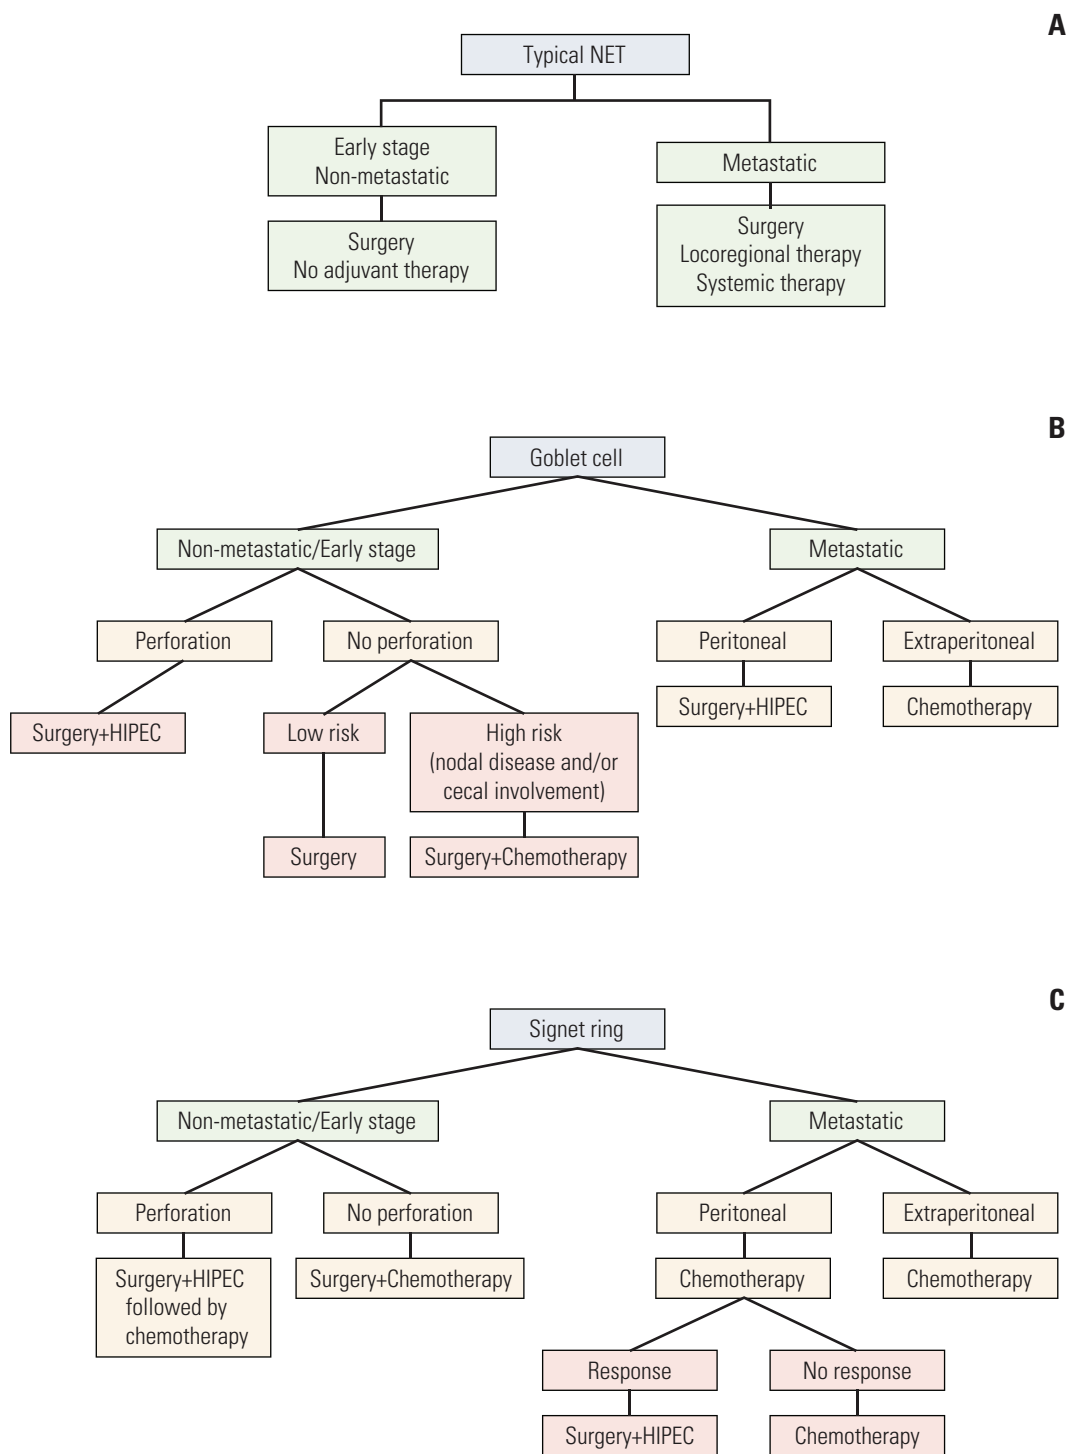 A
Typical NET
Early stage
Non-metastatic
Metastatic
Surgery
No adjuvant therapy
Surgery
Locoregional therapy
Systemic therapy
B
Goblet cell
Non-metastatic/Early stage
Metastatic
Perforation
No perforation
Peritoneal
Extraperitoneal
Surgery+HIPEC
Chemotherapy
Surgery+HIPEC
Low risk
High risk
(nodal disease and/or
cecal involvement)
Surgery
Surgery+Chemotherapy
C
Signet ring
Non-metastatic/Early stage
Metastatic
Perforation
No perforation
Peritoneal
Extraperitoneal
Surgery+HIPEC
followed by
chemotherapy
Surgery+Chemotherapy
Chemotherapy
Chemotherapy
Response
No response
Surgery+HIPEC
Chemotherapy